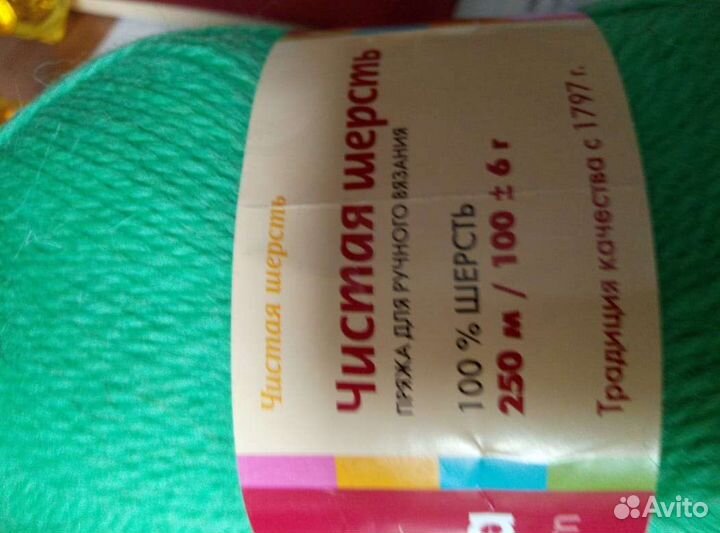 Чистая шерсть
Чистая шерсть
ПРЯЖА ДЛЯ РУЧНОГО ВЯЗАНИЯ
100 % ШЕРСТЬ
250 м / 100 ± 6 г
Традиция качества с 1797 г.
Avito